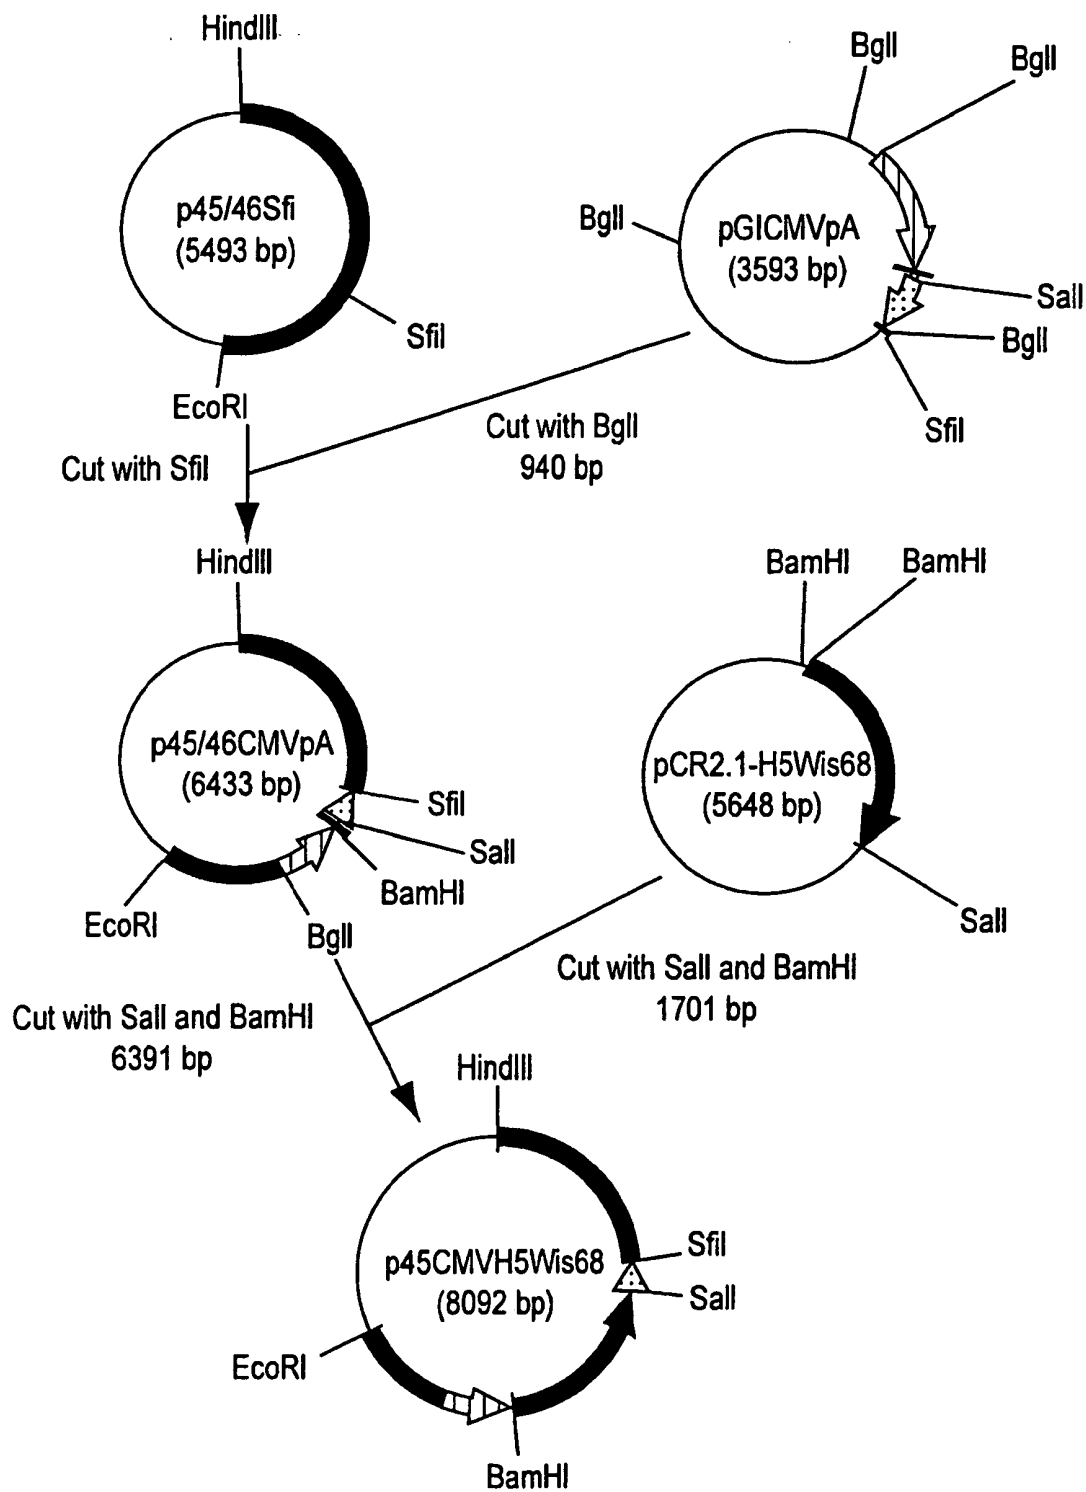 HindIII
p45/46Sfi
(5493 bp)
SfiI
EcoRI
BglI
BglI
BglI
pGICMVpA
(3593 bp)
SalI
BglI
SfiI
Cut with SfiI
Cut with BglI
940 bp
HindIII
p45/46CMVpA
(6433 bp)
SfiI
SalI
BamHI
BglI
EcoRI
BamHI
BamHI
pCR2.1-H5Wis68
(5648 bp)
SalI
Cut with SalI and BamHI
6391 bp
Cut with SalI and BamHI
1701 bp
HindIII
p45CMVH5Wis68
(8092 bp)
SfiI
SalI
EcoRI
BamHI